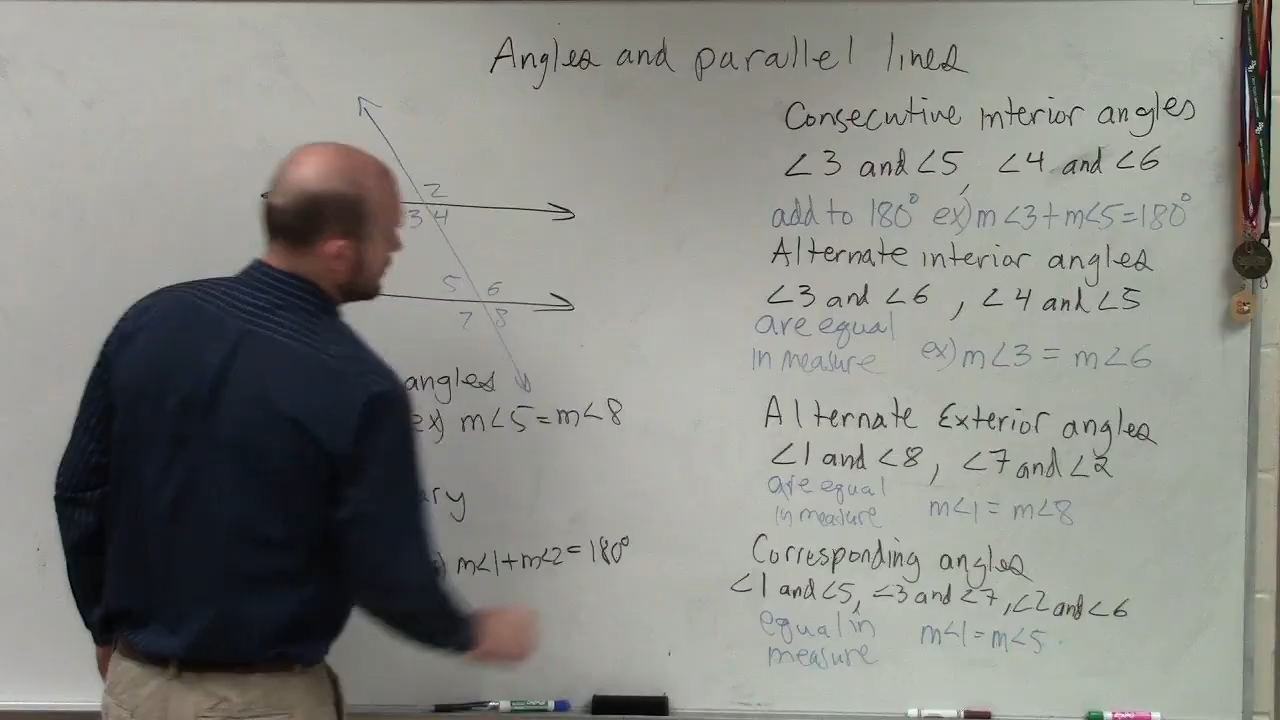 Angles and parallel lines
2
3 4
5 6
7 8
angles
ex) m∠5=m∠8
m∠1+m∠2=180°
Consecutive interior angles
∠3 and ∠5, ∠4 and ∠6
add to 180° ex) m∠3+m∠5=180°
Alternate interior angles
∠3 and ∠6 , ∠4 and ∠5
are equal
in measure ex) m∠3 = m∠6
Alternate Exterior angles
∠1 and ∠8 , ∠7 and ∠2
are equal
in measure m∠1 = m∠8
Corresponding angles
∠1 and ∠5, ∠3 and ∠7, ∠2 and ∠6
equal in m∠1=m∠5
measure